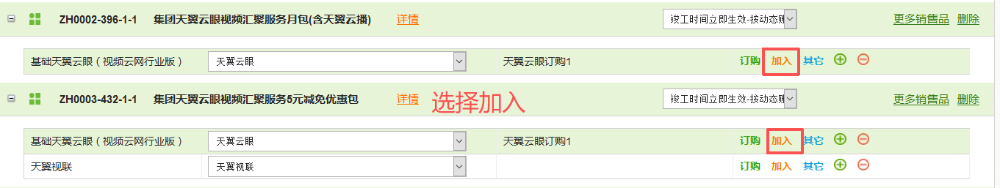 ZH0002-396-1-1 集团天翼云眼视频汇聚服务月包(含天翼云播) 详情 竣工时间立即生效-按动态账 更多销售品 删除
基础天翼云眼（视频云网行业版） 天翼云眼 天翼云眼订购1 订购 加入 其它
ZH0003-432-1-1 集团天翼云眼视频汇聚服务5元减免优惠包 详情 选择加入 竣工时间立即生效-按动态账 更多销售品 删除
基础天翼云眼（视频云网行业版） 天翼云眼 天翼云眼订购1 订购 加入 其它
天翼视联 天翼视联 订购 加入 其它